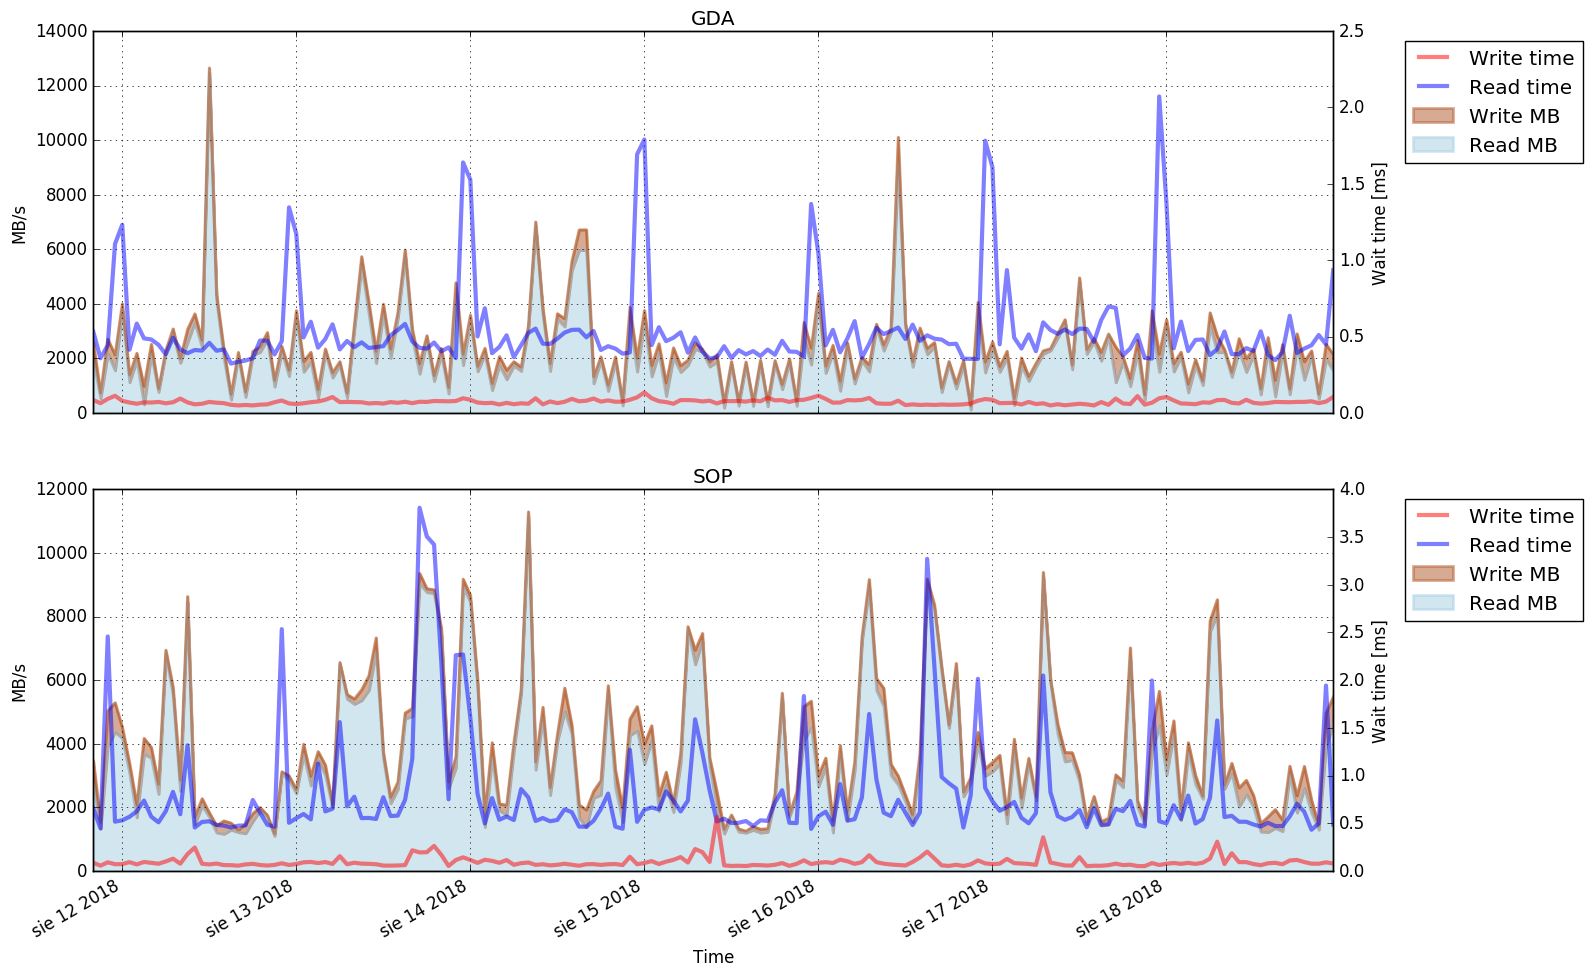 GDA
14000
12000
10000
8000
6000
4000
2000
0
MB/s
2.5
2.0
1.5
1.0
0.5
0.0
Wait time [ms]
Write time
Read time
Write MB
Read MB
SOP
12000
10000
8000
6000
4000
2000
0
MB/s
4.0
3.5
3.0
2.5
2.0
1.5
1.0
0.5
0.0
Wait time [ms]
Write time
Read time
Write MB
Read MB
sie 12 2018
sie 13 2018
sie 14 2018
sie 15 2018
sie 16 2018
sie 17 2018
sie 18 2018
Time